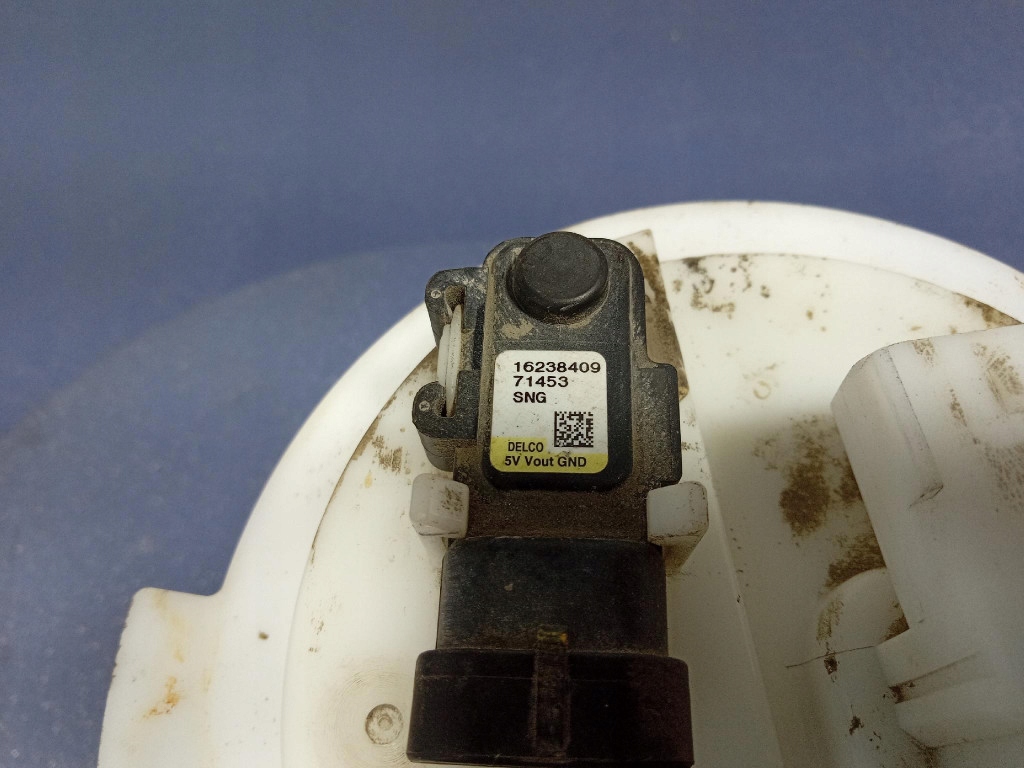 16238409
71453
SNG
DELCO
5V Vout GND